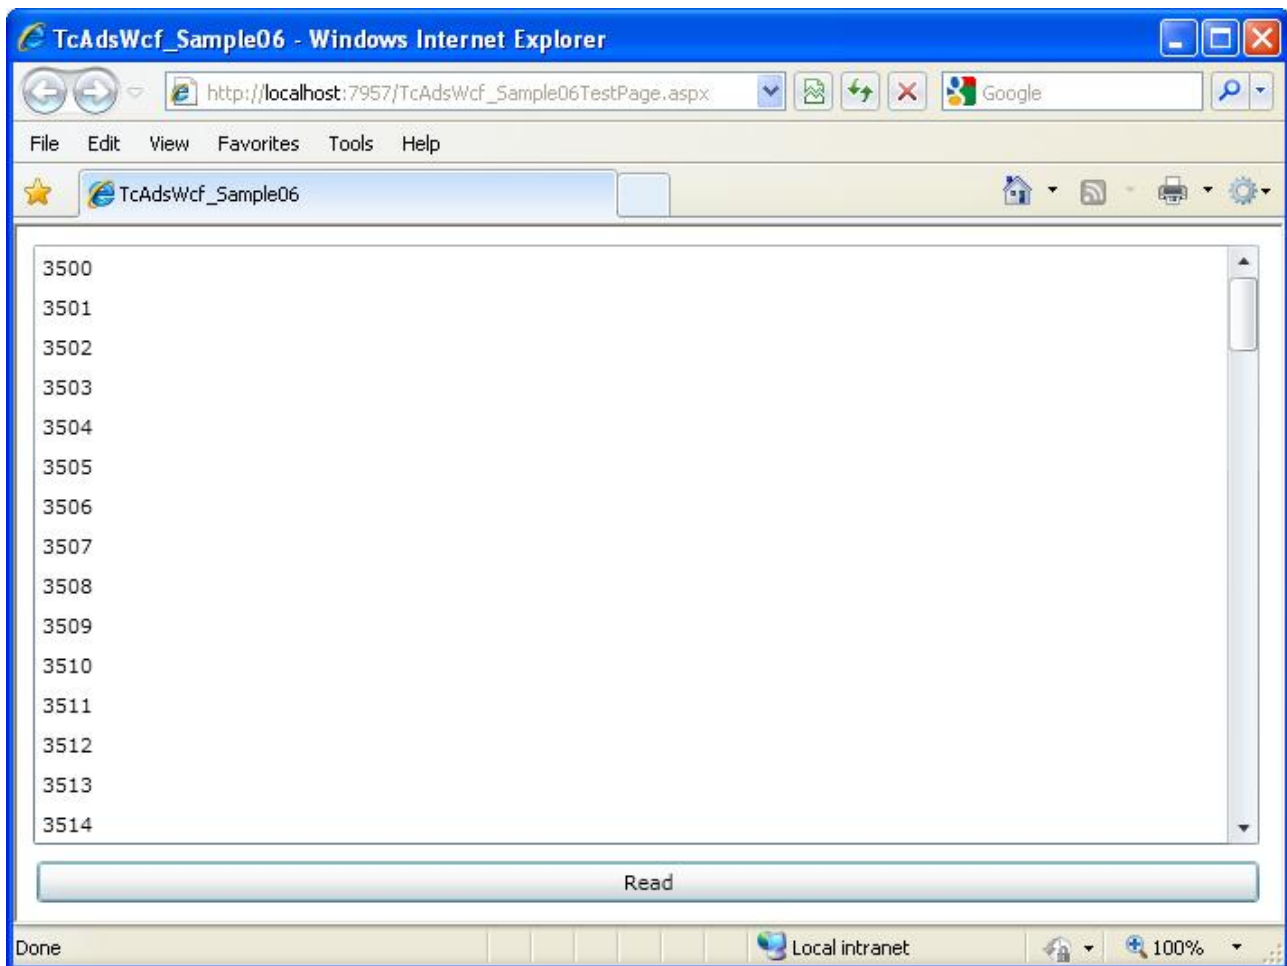 TcAdsWcf_Sample06 - Windows Internet Explorer
http://localhost:7957/TcAdsWcf_Sample06TestPage.aspx
Google
File Edit View Favorites Tools Help
TcAdsWcf_Sample06
3500
3501
3502
3503
3504
3505
3506
3507
3508
3509
3510
3511
3512
3513
3514
Read
Done Local intranet 100%